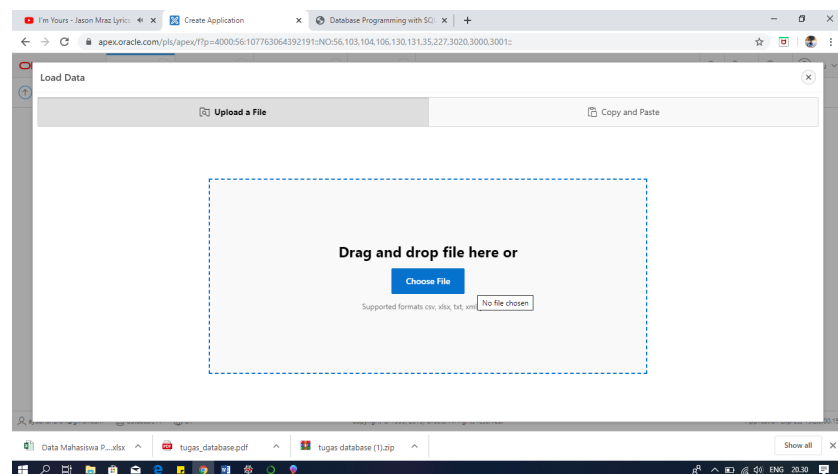 I'm Yours - Jason Mraz Lyrics
Create Application
Database Programming with SQL
apex.oracle.com/pls/apex/f?p=4000:56:107763064392191::NO:56,103,104,106,130,131,35,227,3020,3000,3001::
Load Data
Upload a File
Copy and Paste
Drag and drop file here or
Choose File
Supported formats csv, xlsx, txt, xml
No file chosen
Data Mahasiswa P....xlsx
tugas_database.pdf
tugas database (1).zip
Show all
ENG
20.30